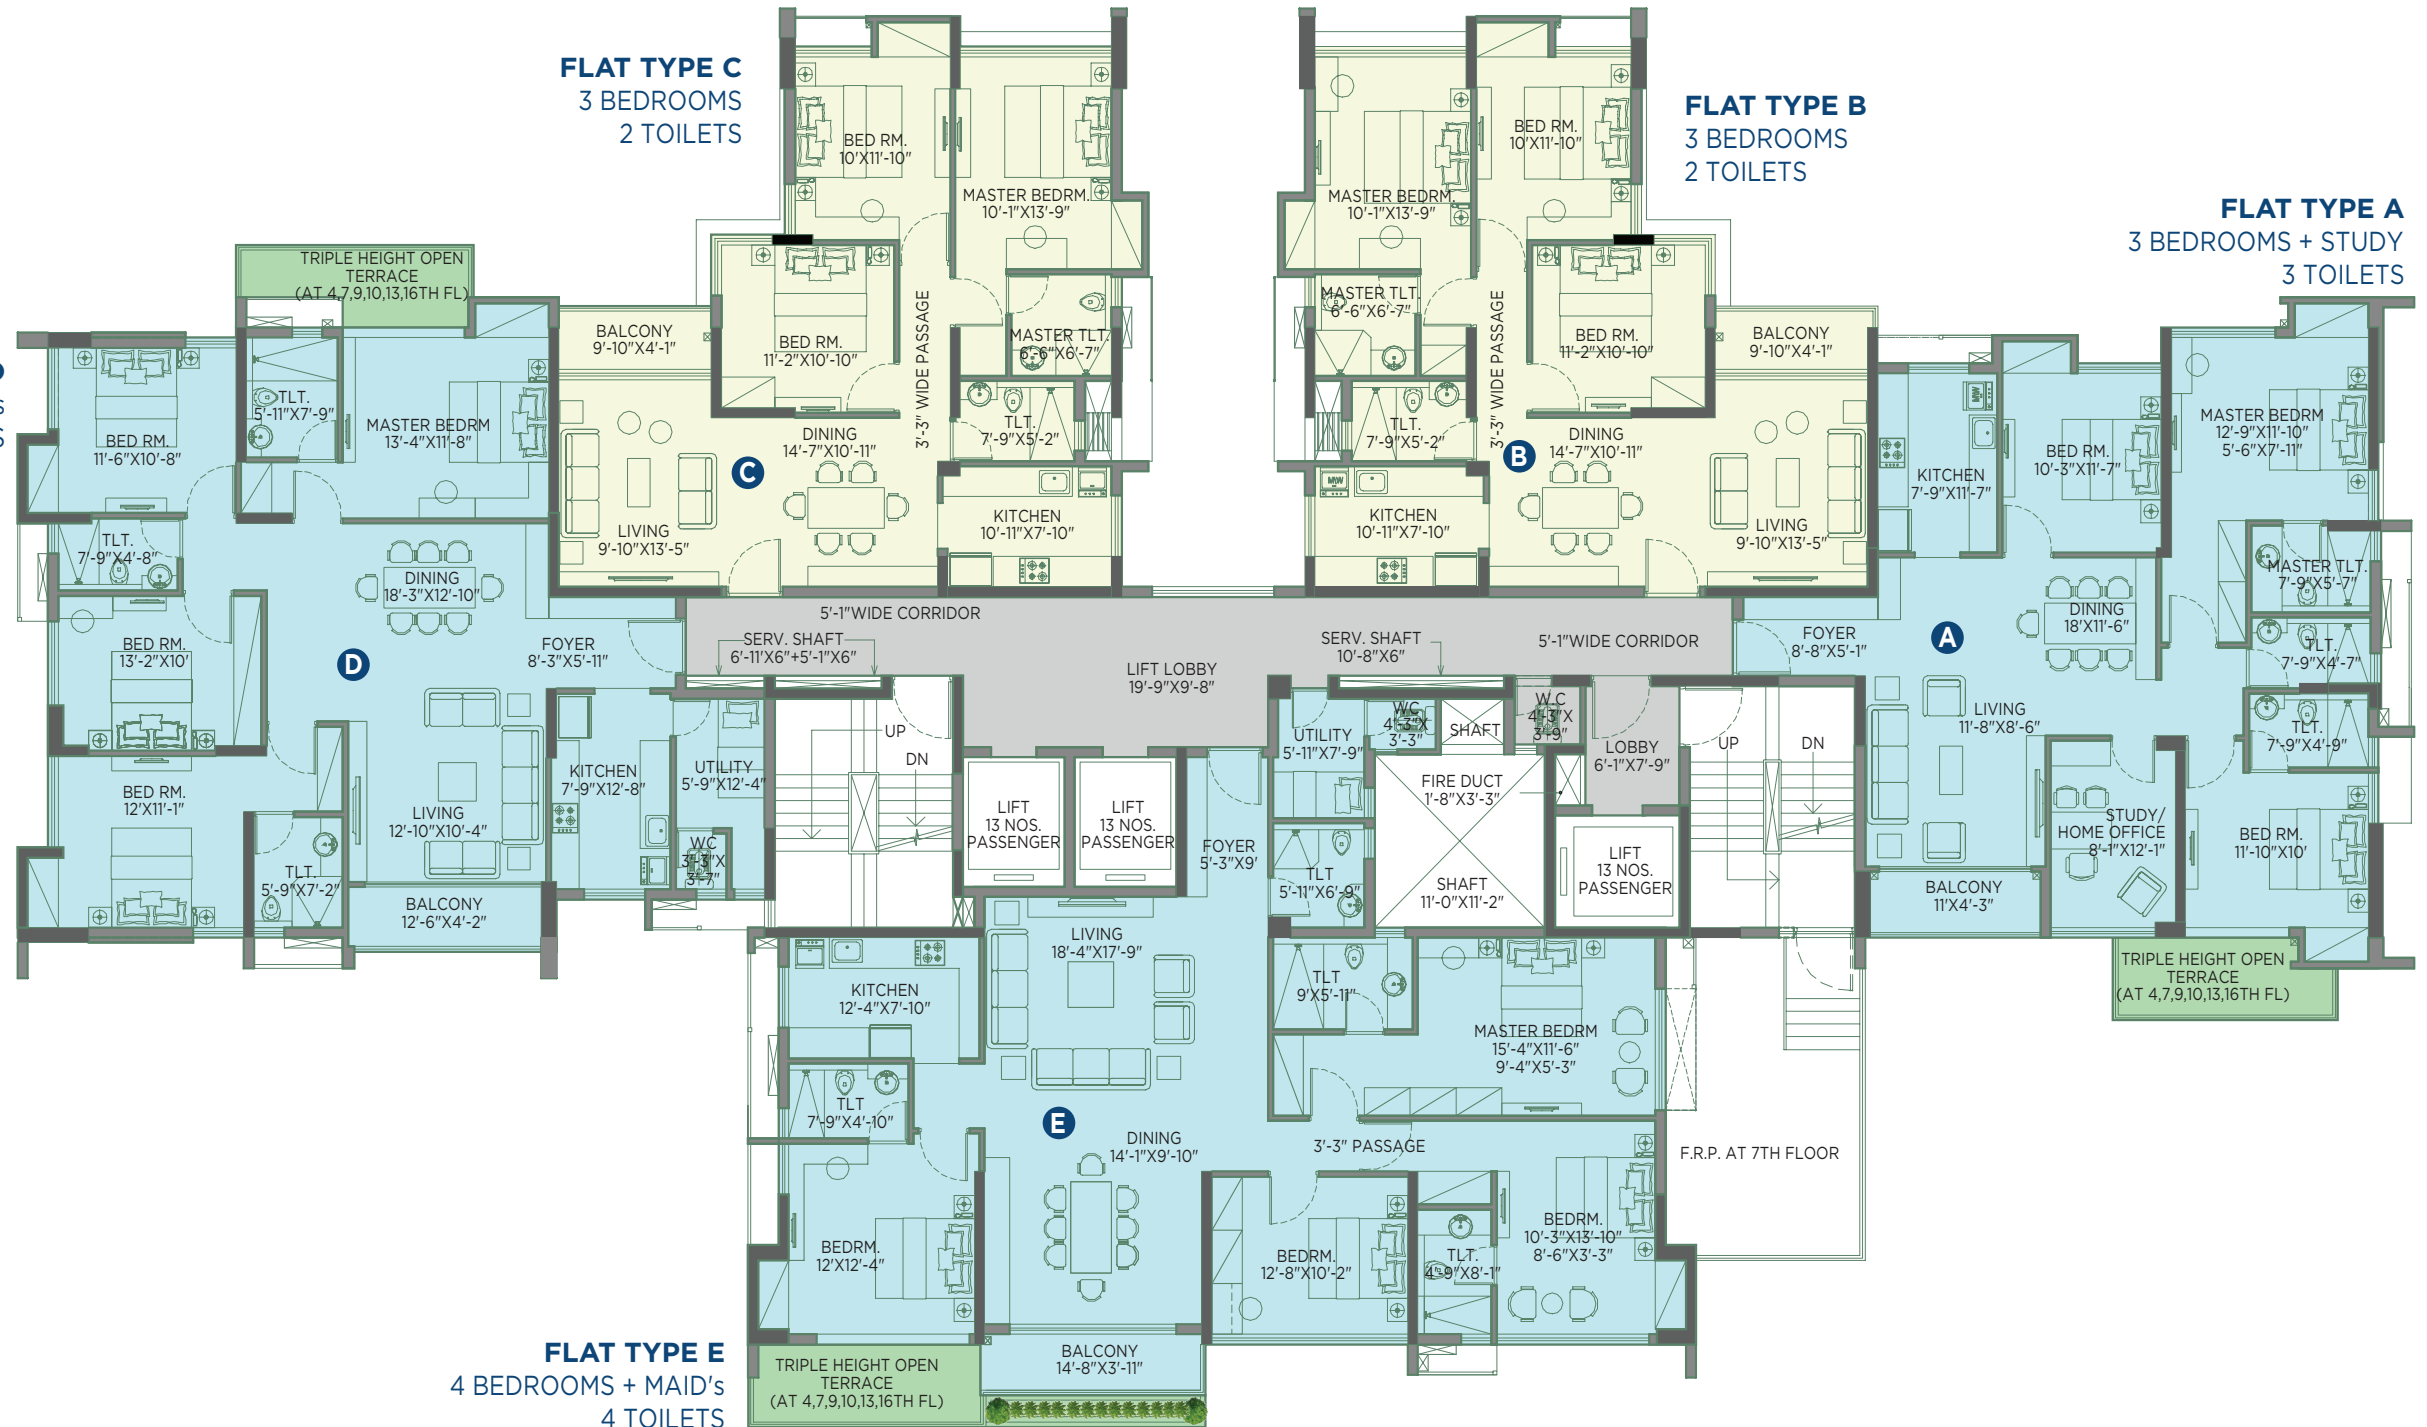 FLAT TYPE C
3 BEDROOMS
2 TOILETS
FLAT TYPE B
3 BEDROOMS
2 TOILETS
FLAT TYPE A
3 BEDROOMS + STUDY
3 TOILETS
BED RM.
10'X11'-10"
MASTER BEDRM.
10'-1"X13'-9"
BED RM.
11'-2"X10'-10"
MASTER TLT.
6'-6"X6'-7"
3'-3" WIDE PASSAGE
BALCONY
9'-10"X4'-1"
TLT.
7'-9"X5'-2"
DINING
14'-7"X10'-11"
C
LIVING
9'-10"X13'-5"
KITCHEN
10'-11"X7'-10"
BED RM.
10'X11'-10"
MASTER BEDRM.
10'-1"X13'-9"
MASTER TLT.
6'-6"X6'-7"
3'-3" WIDE PASSAGE
BED RM.
11'-2"X10'-10"
BALCONY
9'-10"X4'-1"
TLT.
7'-9"X5'-2"
B
DINING
14'-7"X10'-11"
LIVING
9'-10"X13'-5"
MW
KITCHEN
10'-11"X7'-10"
TRIPLE HEIGHT OPEN
TERRACE
(AT 4,7,9,10,13,16TH FL)
BED RM.
11'-6"X10'-8"
TLT.
5'-11"X7'-9"
MASTER BEDRM
13'-4"X11'-8"
TLT.
7'-9"X4'-8"
DINING
18'-3"X12'-10"
BED RM.
13'-2"X10'
D
FOYER
8'-3"X5'-11"
BED RM.
12'X11'-1"
LIVING
12'-10"X10'-4"
KITCHEN
7'-9"X12'-8"
UTILITY
5'-9"X12'-4"
WC
3'-3"X
3'-7"
TLT.
5'-9"X7'-2"
BALCONY
12'-6"X4'-2"
5'-1"WIDE CORRIDOR
SERV. SHAFT
6'-11'X6"+5'-1"X6"
LIFT LOBBY
19'-9"X9'-8"
SERV. SHAFT
10'-8"X6"
5'-1"WIDE CORRIDOR
UP
DN
LIFT
13 NOS.
PASSENGER
LIFT
13 NOS.
PASSENGER
UTILITY
5'-11"X7'-9"
WC
4'-3"X
3'-3"
SHAFT
W.C
4'-3"X
3'-9"
LOBBY
6'-1"X7'-9"
UP
DN
FIRE DUCT
1'-8"X3'-3"
SHAFT
11'-0"X11'-2"
LIFT
13 NOS.
PASSENGER
MW
KITCHEN
7'-9"X11'-7"
BED RM.
10'-3"X11'-7"
MASTER BEDRM
12'-9"X11'-10"
5'-6"X7'-11"
MASTER TLT.
7'-9"X5'-7"
FOYER
8'-8"X5'-1"
A
DINING
18'X11'-6"
TLT.
7'-9"X4'-7"
LIVING
11'-8"X8'-6"
TLT.
7'-9"X4'-9"
STUDY/
HOME OFFICE
8'-1"X12'-1"
BED RM.
11'-10"X10'
BALCONY
11'X4'-3"
TRIPLE HEIGHT OPEN
TERRACE
(AT 4,7,9,10,13,16TH FL)
FOYER
5'-3"X9'
TLT
5'-11"X6'-9"
LIVING
18'-4"X17'-9"
KITCHEN
12'-4"X7'-10"
TLT
9'X5'-11"
MASTER BEDRM
15'-4"X11'-6"
9'-4"X5'-3"
TLT
7'-9"X4'-10"
E
DINING
14'-1"X9'-10"
3'-3" PASSAGE
F.R.P. AT 7TH FLOOR
BEDRM.
12'X12'-4"
BEDRM.
12'-8"X10'-2"
TLT.
4'-9"X8'-1"
BEDRM.
10'-3"X13'-10"
8'-6"X3'-3"
BALCONY
14'-8"X3'-11"
TRIPLE HEIGHT OPEN
TERRACE
(AT 4,7,9,10,13,16TH FL)
FLAT TYPE E
4 BEDROOMS + MAID's
4 TOILETS